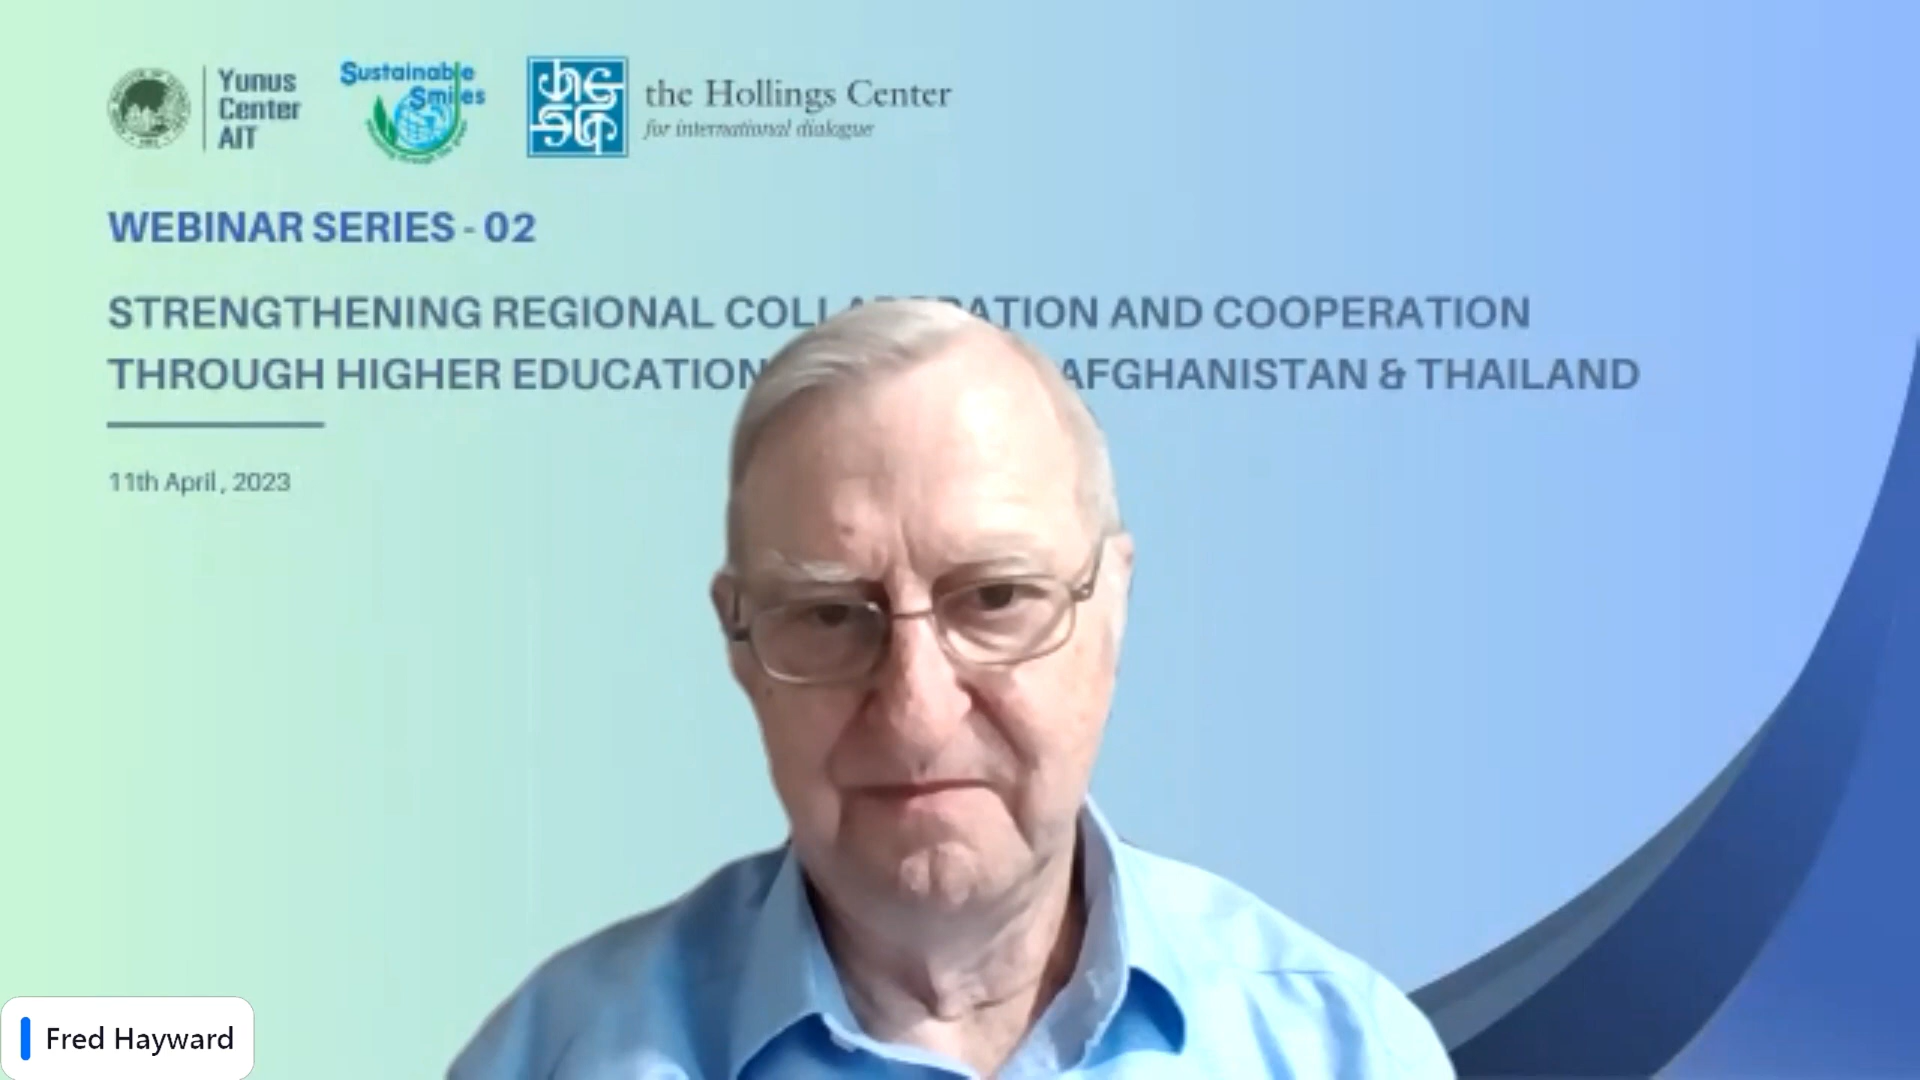 Yunus
Center
AIT
Sustainable
Smiles
the Hollings Center
for international dialogue
WEBINAR SERIES - 02
STRENGTHENING REGIONAL COLL ATION AND COOPERATION
THROUGH HIGHER EDUCATION AFGHANISTAN & THAILAND
11th April, 2023
Fred Hayward